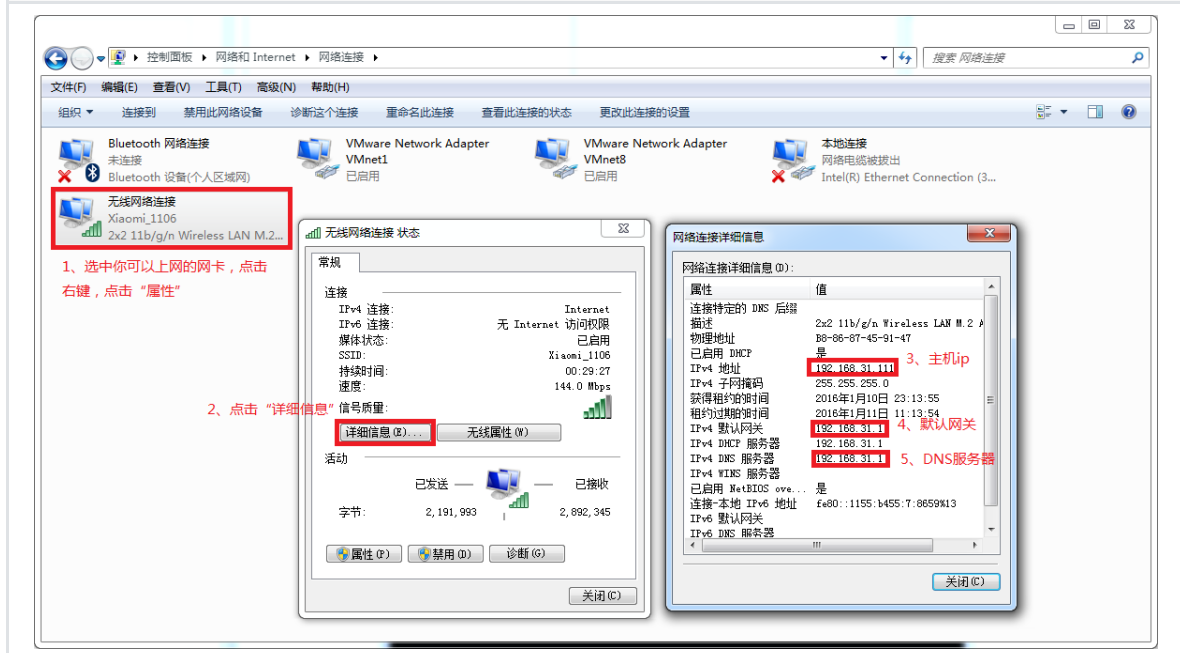 控制面板 ▸ 网络和 Internet ▸ 网络连接 ▸
搜索 网络连接
文件(F) 编辑(E) 查看(V) 工具(T) 高级(N) 帮助(H)
组织 连接到 禁用此网络设备 诊断这个连接 重命名此连接 查看此连接的状态 更改此连接的设置
Bluetooth 网络连接
未连接
Bluetooth 设备(个人区域网)
VMware Network Adapter
VMnet1
已启用
VMware Network Adapter
VMnet8
已启用
本地连接
网络电缆被拔出
Intel(R) Ethernet Connection (3...
无线网络连接
Xiaomi_1106
2x2 11b/g/n Wireless LAN M.2...
1、选中你可以上网的网卡，点击
右键，点击“属性”
无线网络连接 状态
常规
连接
IPv4 连接: Internet
IPv6 连接: 无 Internet 访问权限
媒体状态: 已启用
SSID: Xiaomi_1106
持续时间: 00:29:27
速度: 144.0 Mbps
2、点击“详细信息”
信号质量:
详细信息(E)... 无线属性(W)
活动
已发送 — — 已接收
字节: 2,191,993 2,892,345
属性(P) 禁用(D) 诊断(G)
关闭(C)
网络连接详细信息
网络连接详细信息(D):
属性 值
连接特定的 DNS 后缀
描述 2x2 11b/g/n Wireless LAN M.2 A
物理地址 B8-86-87-45-91-47
已启用 DHCP 是
3、主机ip
IPv4 地址 192.168.31.111
IPv4 子网掩码 255.255.255.0
获得租约的时间 2016年1月10日 23:13:55
租约过期的时间 2016年1月11日 11:13:54
IPv4 默认网关 192.168.31.1
4、默认网关
IPv4 DHCP 服务器 192.168.31.1
IPv4 DNS 服务器 192.168.31.1
5、DNS服务器
IPv4 WINS 服务器
已启用 NetBIOS ove... 是
连接-本地 IPv6 地址 fe80::1155:b455:7:8659%13
IPv6 默认网关
IPv6 DNS 服务器
关闭(C)